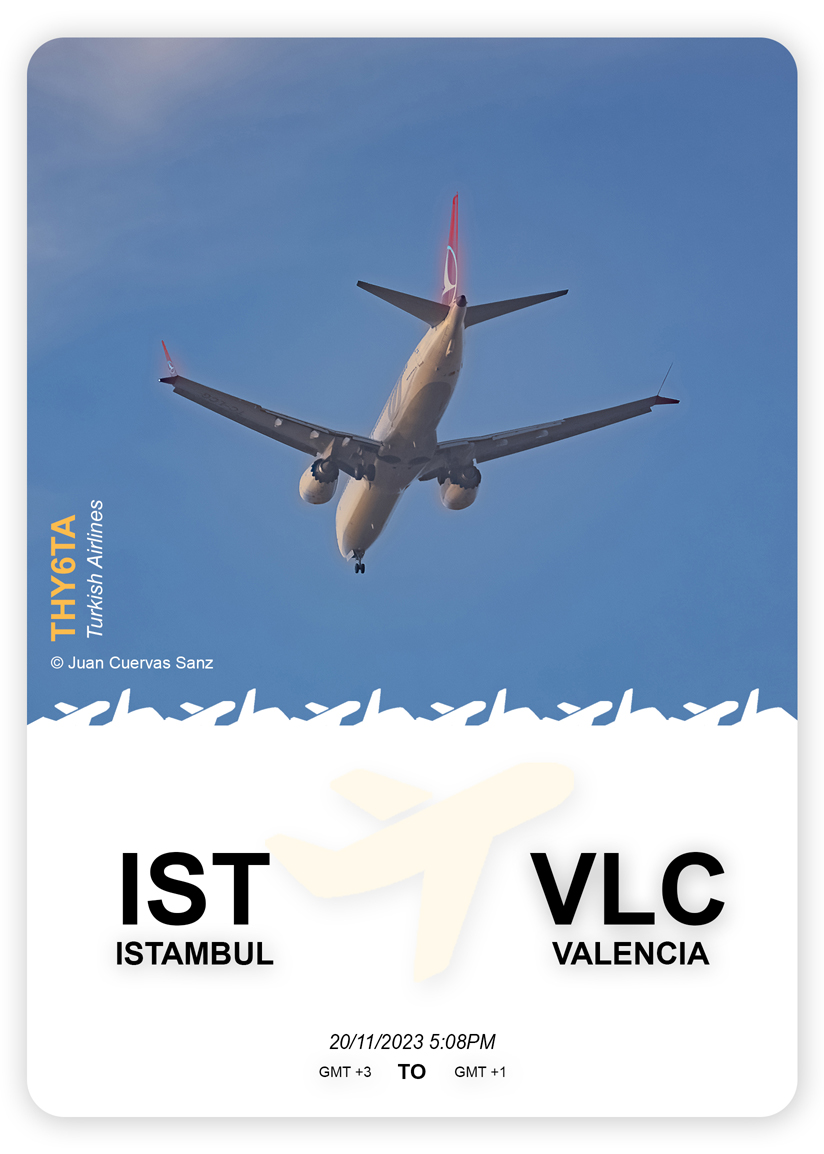 THY6TA
Turkish Airlines
© Juan Cuervas Sanz
IST
ISTAMBUL
VLC
VALENCIA
20/11/2023 5:08PM
GMT +3 TO GMT +1